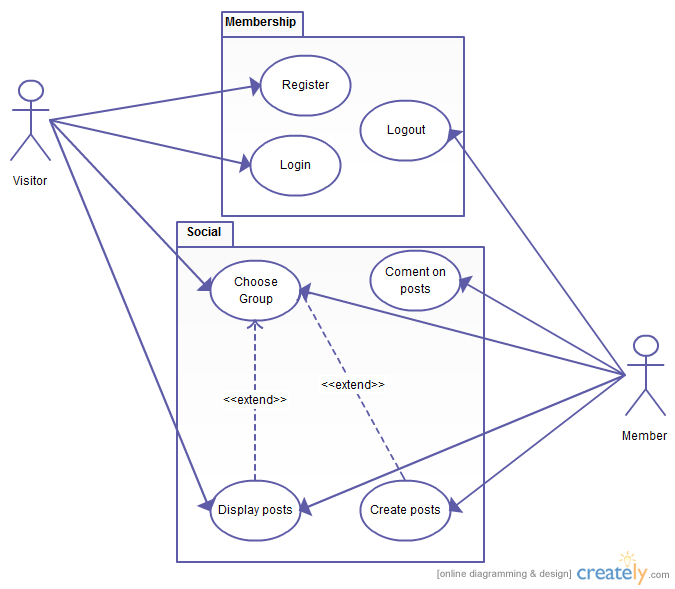 Membership
Register
Logout
Login
Visitor
Social
Choose
Group
Coment on
posts
<<extend>>
<<extend>>
Member
Display posts
Create posts
[online diagramming & design] creately.com